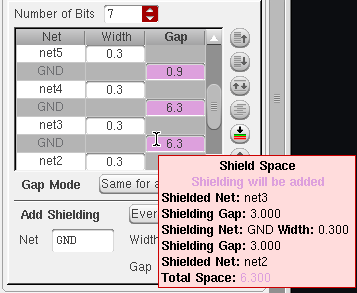 Number of Bits 7
Net Width Gap
net5 0.3
GND 0.9
net4 0.3
GND 6.3
net3 0.3
GND 6.3
net2 0.3
Gap Mode Same for a
Add Shielding Ever
Net GND Width
Gap
Shield Space
Shielding will be added
Shielded Net: net3
Shielding Gap: 3.000
Shielding Net: GND Width: 0.300
Shielding Gap: 3.000
Shielded Net: net2
Total Space: 6.300